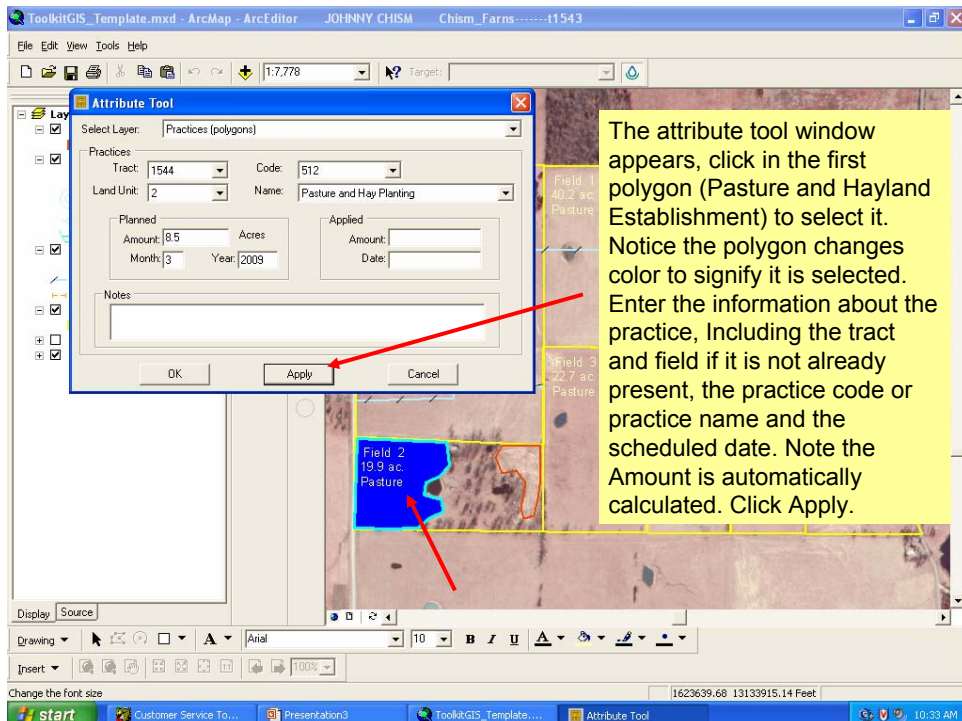 ToolkitGIS_Template.mxd - ArcMap - ArcEditor JOHNNY CHISM Chism_Farns-------t1543
File Edit View Tools Help
1:7,778 Target:
Attribute Tool
Lay
Select Layer: Practices (polygons)
Practices
Tract: 1544 Code: 512
Land Unit: 2 Name: Pasture and Hay Planting
Planned Applied
Amount: 8.5 Acres Amount:
Month: 3 Year: 2009 Date:
Notes
OK Apply Cancel
Field 1
40.2 ac.
Pasture
Field 3
22.7 ac.
Pasture
Field 2
19.9 ac.
Pasture
The attribute tool window
appears, click in the first
polygon (Pasture and Hayland
Establishment) to select it.
Notice the polygon changes
color to signify it is selected.
Enter the information about the
practice, Including the tract
and field if it is not already
present, the practice code or
practice name and the
scheduled date. Note the
Amount is automatically
calculated. Click Apply.
Display Source
Drawing A Arial 10 B I U A
Insert 100%
Change the font size 1623639.68 13133915.14 Feet
start Customer Service To... Presentation3 ToolkitGIS_Template.... Attribute Tool 10:33 AM